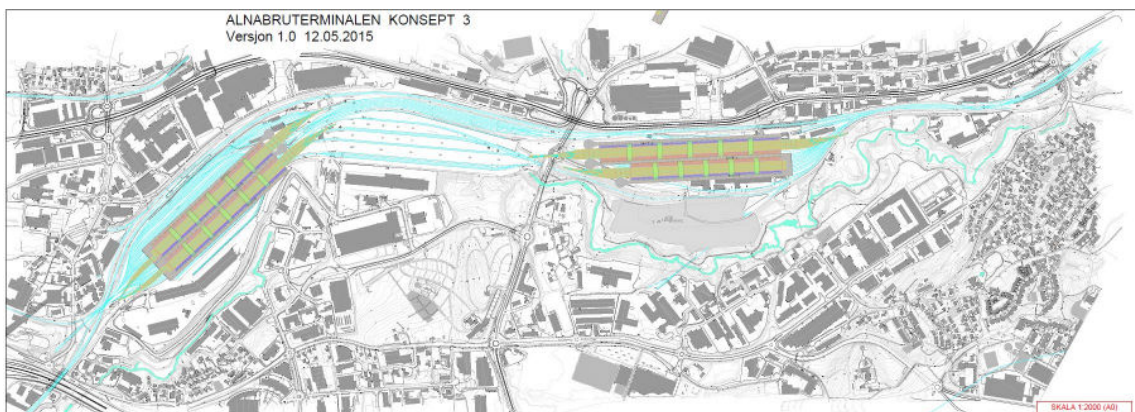 ALNABRUTERMINALEN KONSEPT 3
Versjon 1.0 12.05.2015
SKALA 1:2000 (A0)